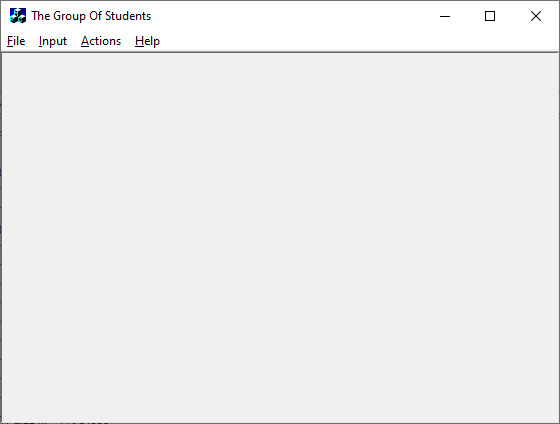 The Group Of Students
File Input Actions Help